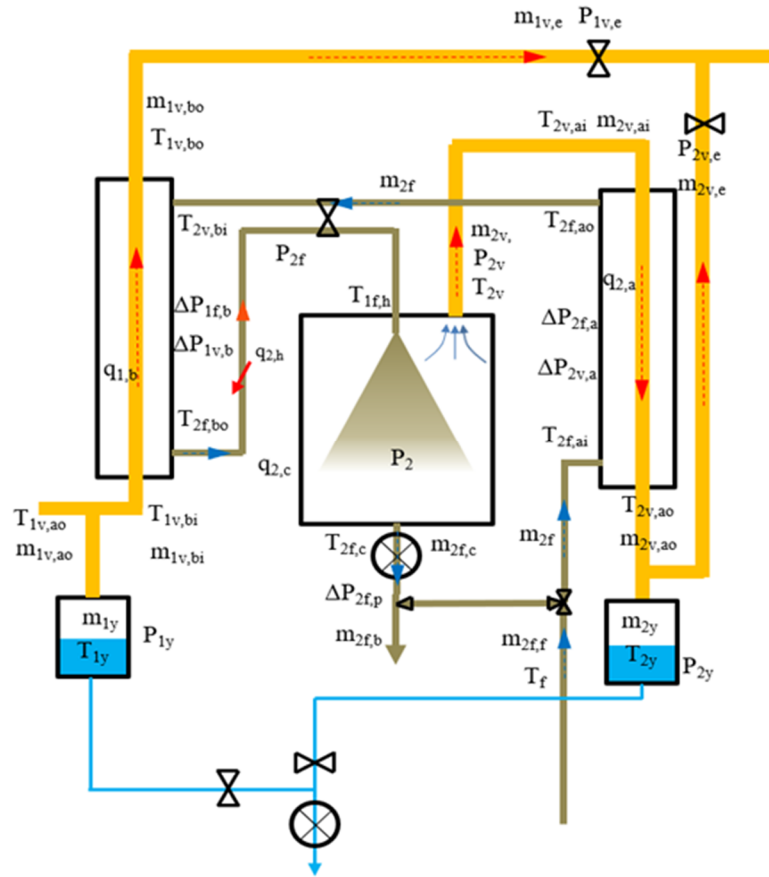 m1v,e P1v,e
m1v,bo
T1v,bo
T2v,ai m2v,ai
P2v,e
m2v,e
m2f
T2v,bi
P2f
m2v,
P2v
T2v
T2f,ao
q2,a
ΔP1f,b
ΔP1v,b
q2,h
T1f,h
ΔP2f,a
ΔP2v,a
q1,b
T2f,bo
q2,c
P2
T2f,ai
T1v,ao
m1v,ao
T1v,bi
m1v,bi
T2f,c
m2f,c
m2f
T2v,ao
m2v,ao
ΔP2f,p
m2f,b
m2f,f
Tf
m1y
T1y
P1y
m2y
T2y
P2y